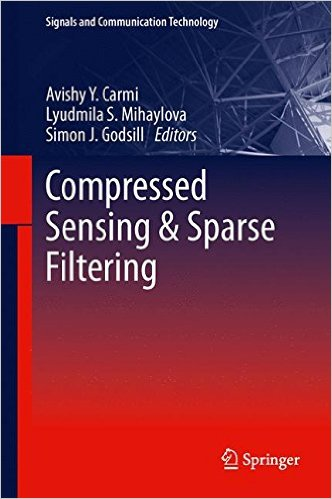 Signals and Communication Technology
Avishy Y. Carmi
Lyudmila S. Mihaylova
Simon J. Godsill Editors
Compressed
Sensing & Sparse
Filtering
Springer